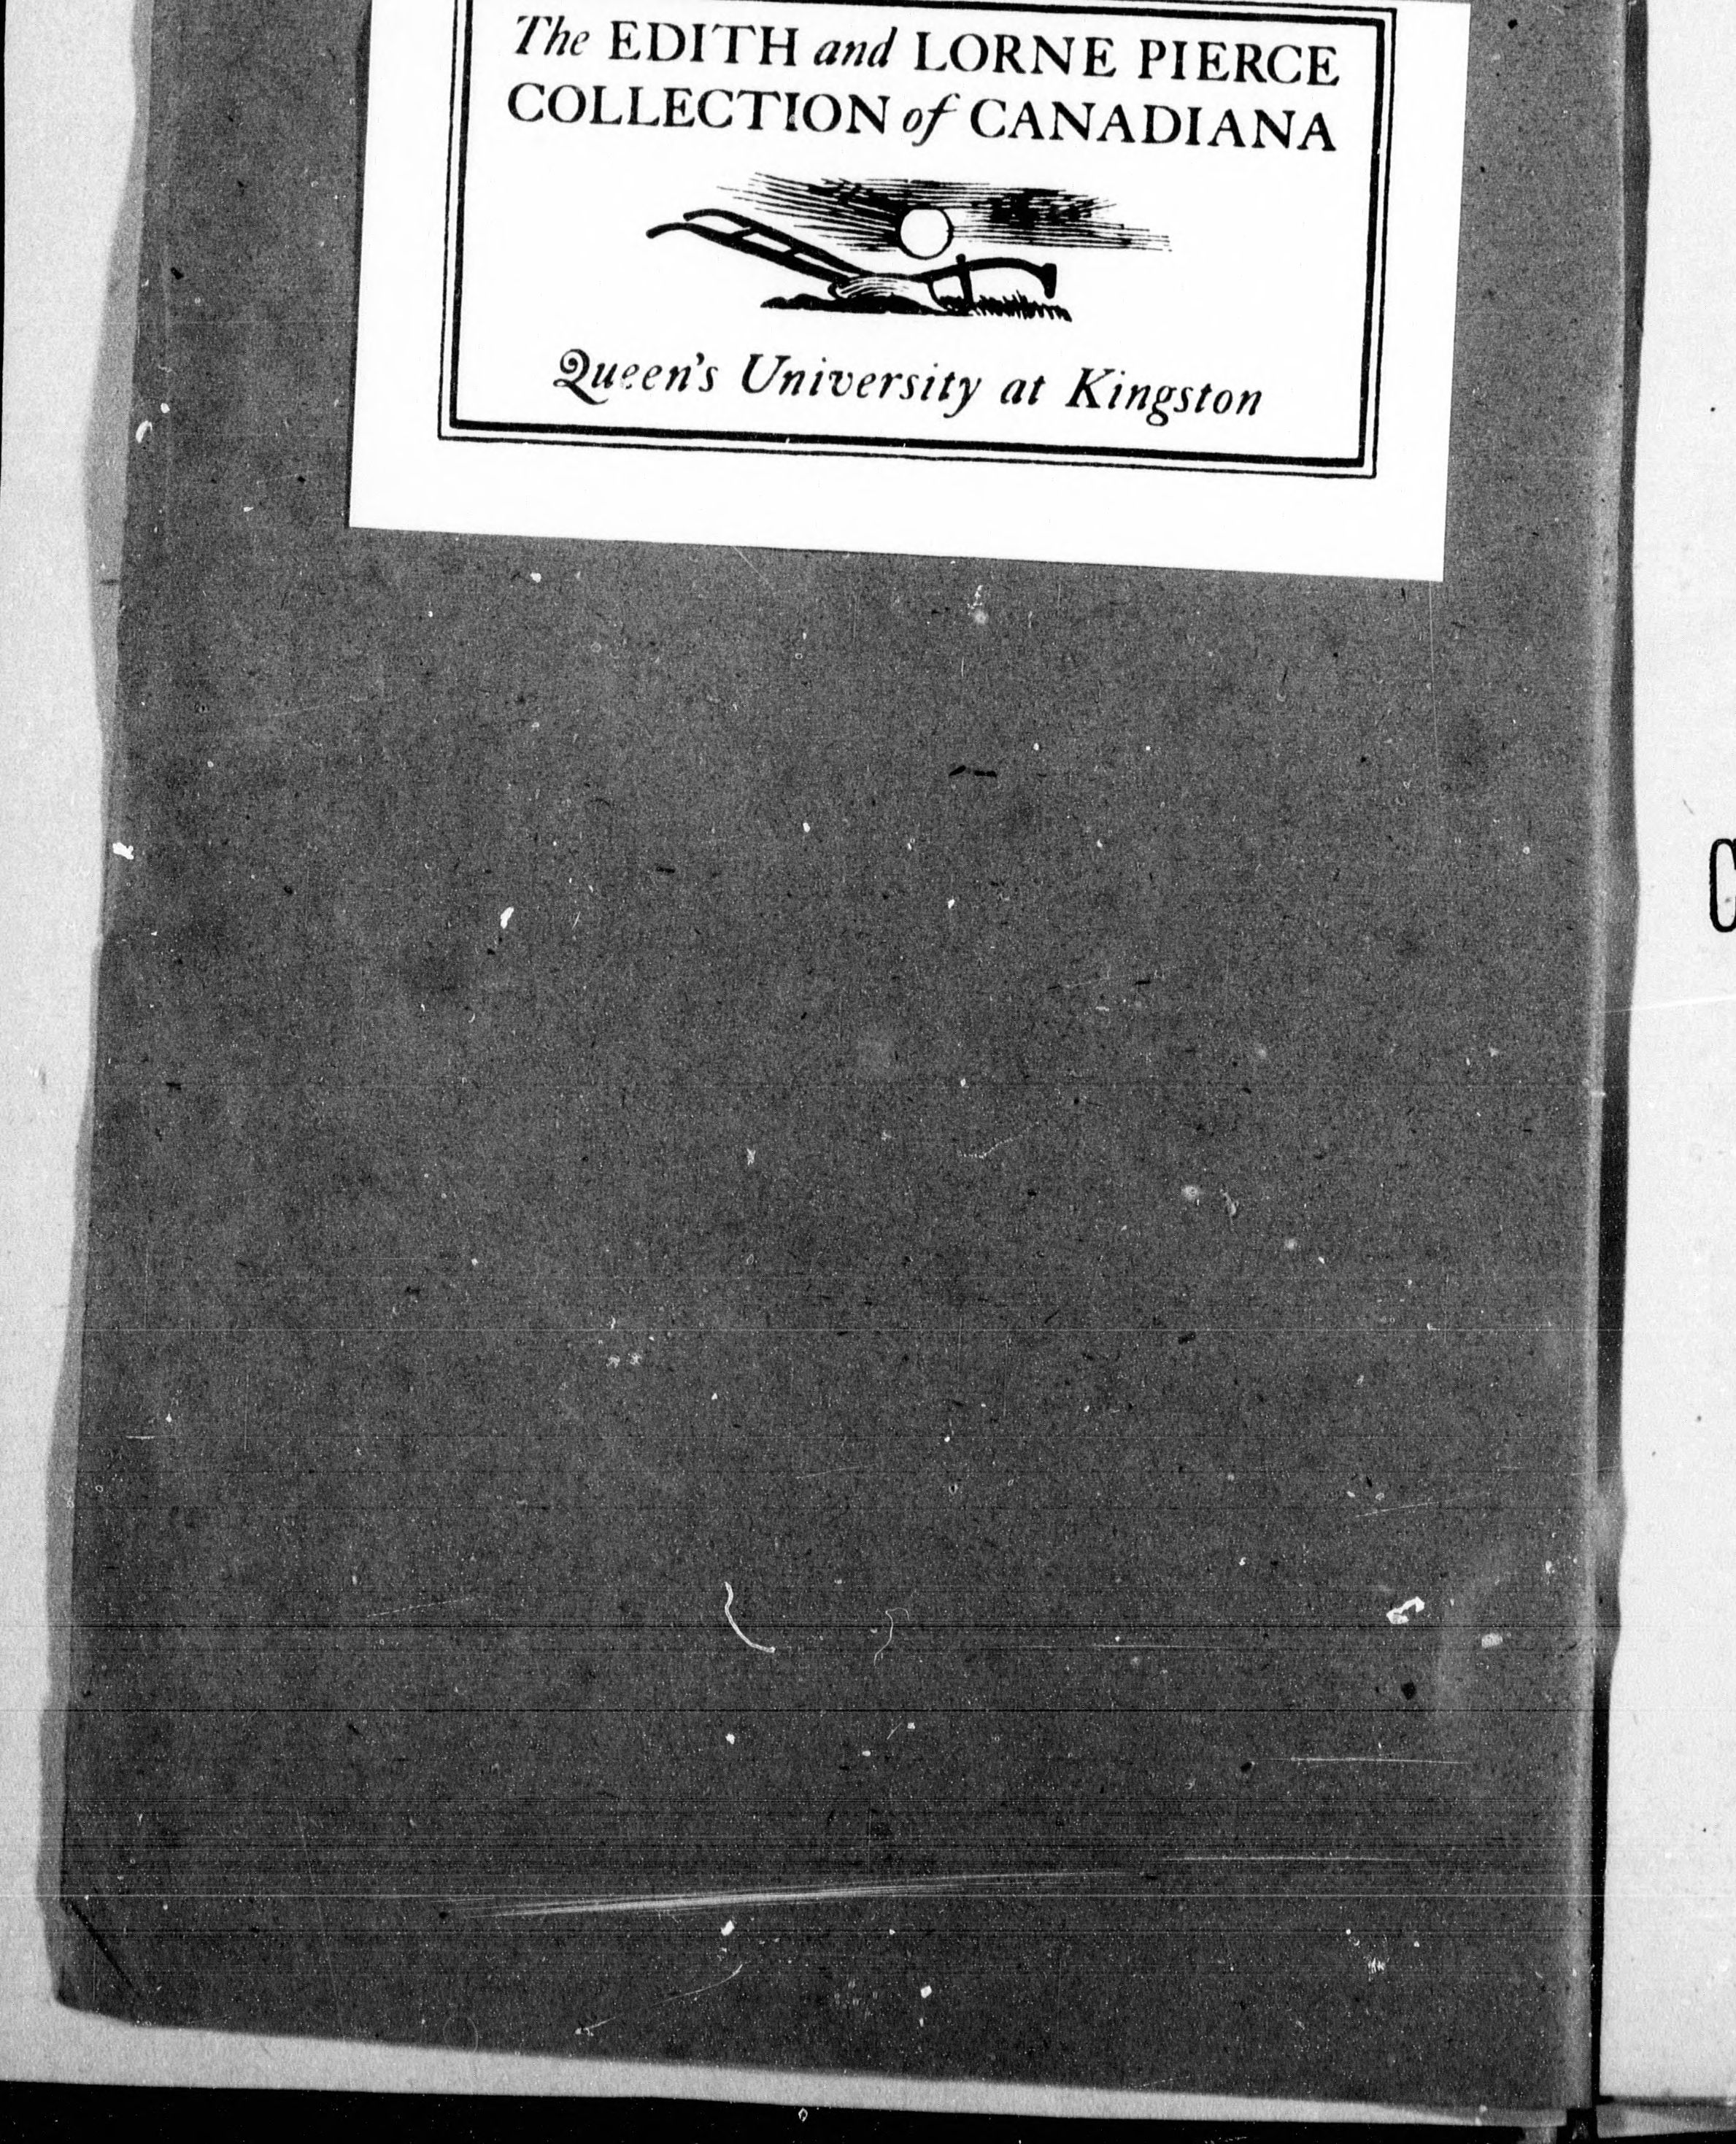 The EDITH and LORNE PIERCE
COLLECTION of CANADIANA
Queen's University at Kingston